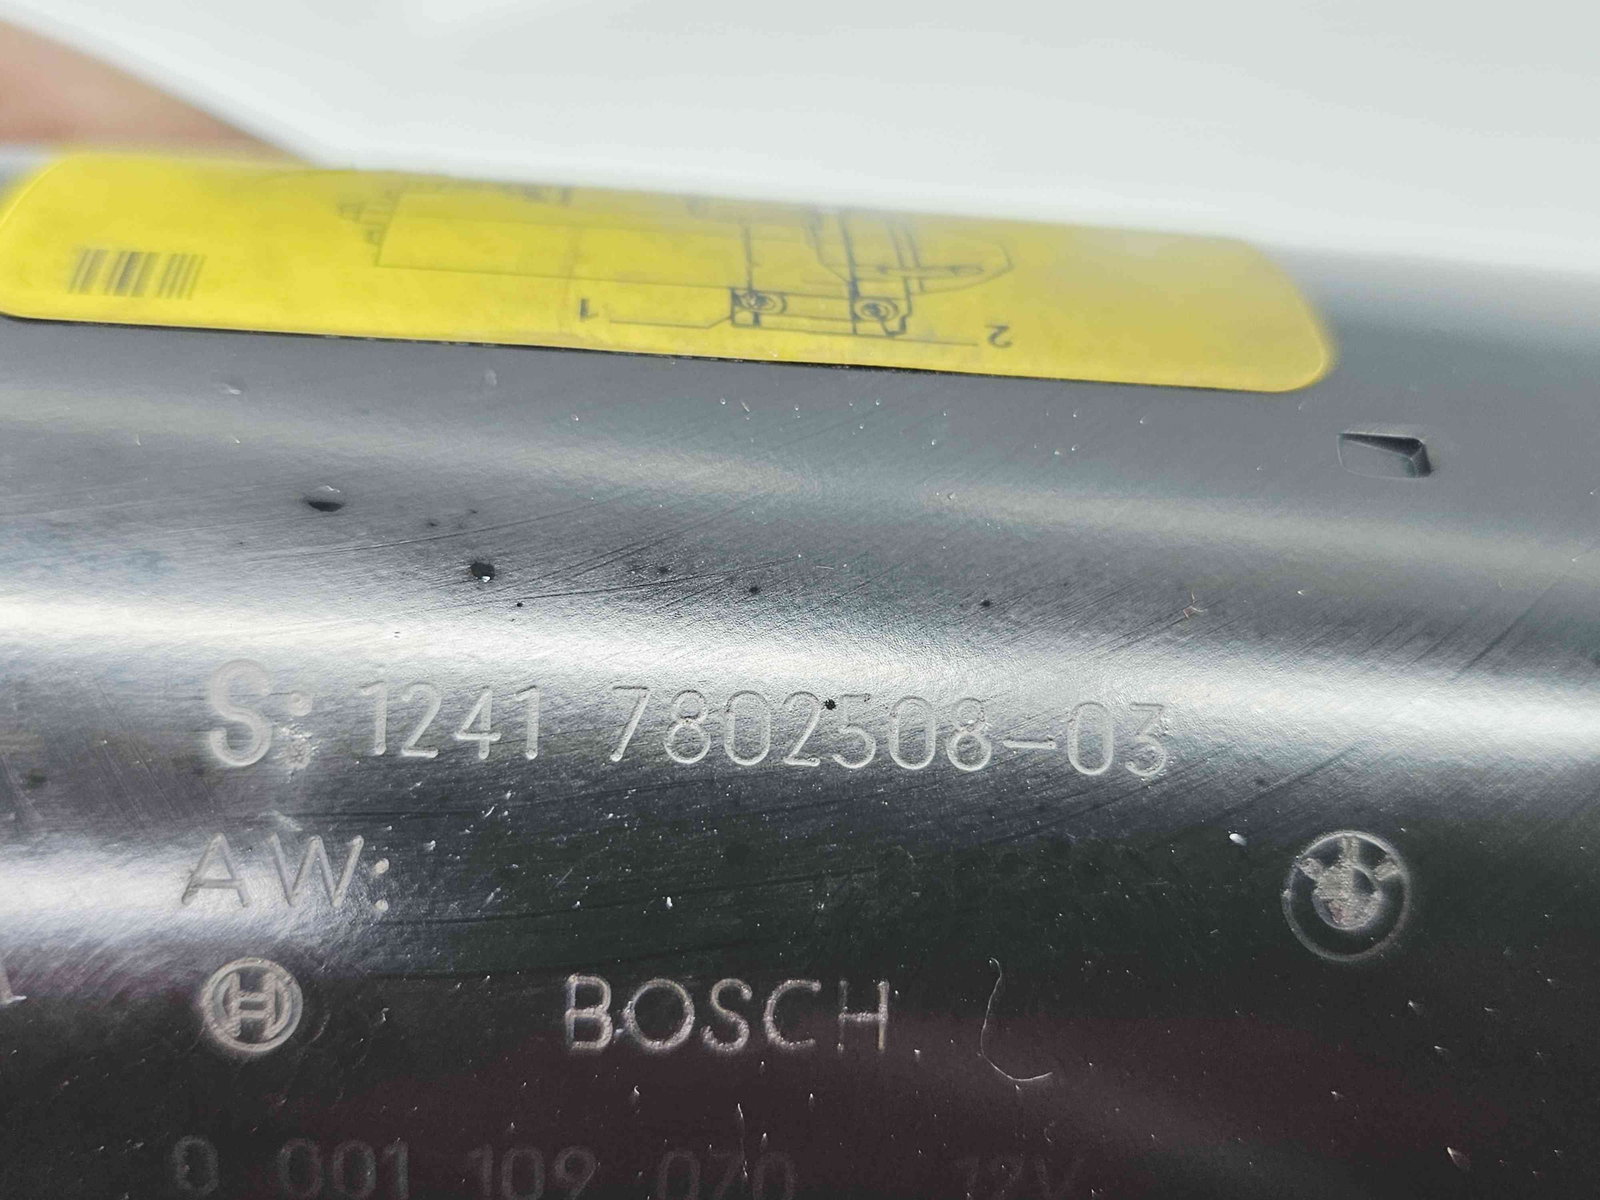 1
2
S: 1241 7802508-03
AW:
BOSCH
0 001 109 070 12V